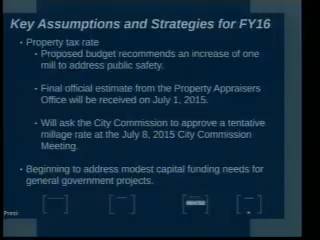 Key Assumptions and Strategies for FY16
• Property tax rate
• Proposed budget recommends an increase of one
mill to address public safety.
• Final official estimate from the Property Appraisers
Office will be received on July 1, 2015.
• Will ask the City Commission to approve a tentative
millage rate at the July 8, 2015 City Commission
Meeting.
• Beginning to address modest capital funding needs for
general government projects.
Press